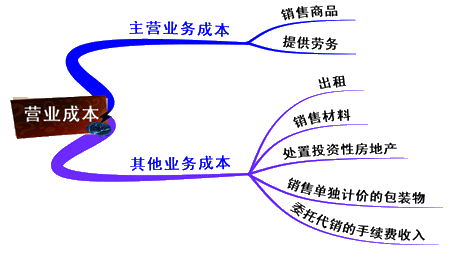 营业成本
主营业务成本
销售商品
提供劳务
其他业务成本
出租
销售材料
处置投资性房地产
销售单独计价的包装物
委托代销的手续费收入